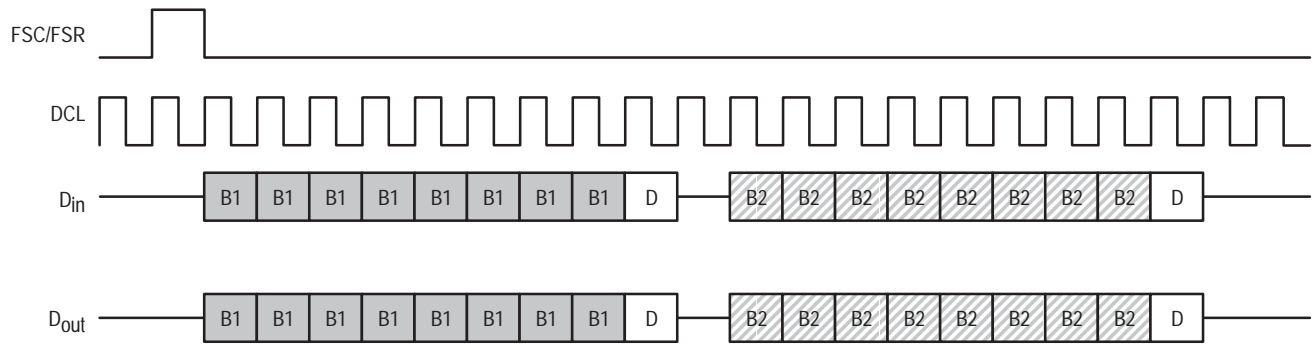 FSC/FSR
DCL
Din B1 B1 B1 B1 B1 B1 B1 B1 D B2 B2 B2 B2 B2 B2 B2 B2 D
Dout B1 B1 B1 B1 B1 B1 B1 B1 D B2 B2 B2 B2 B2 B2 B2 B2 D